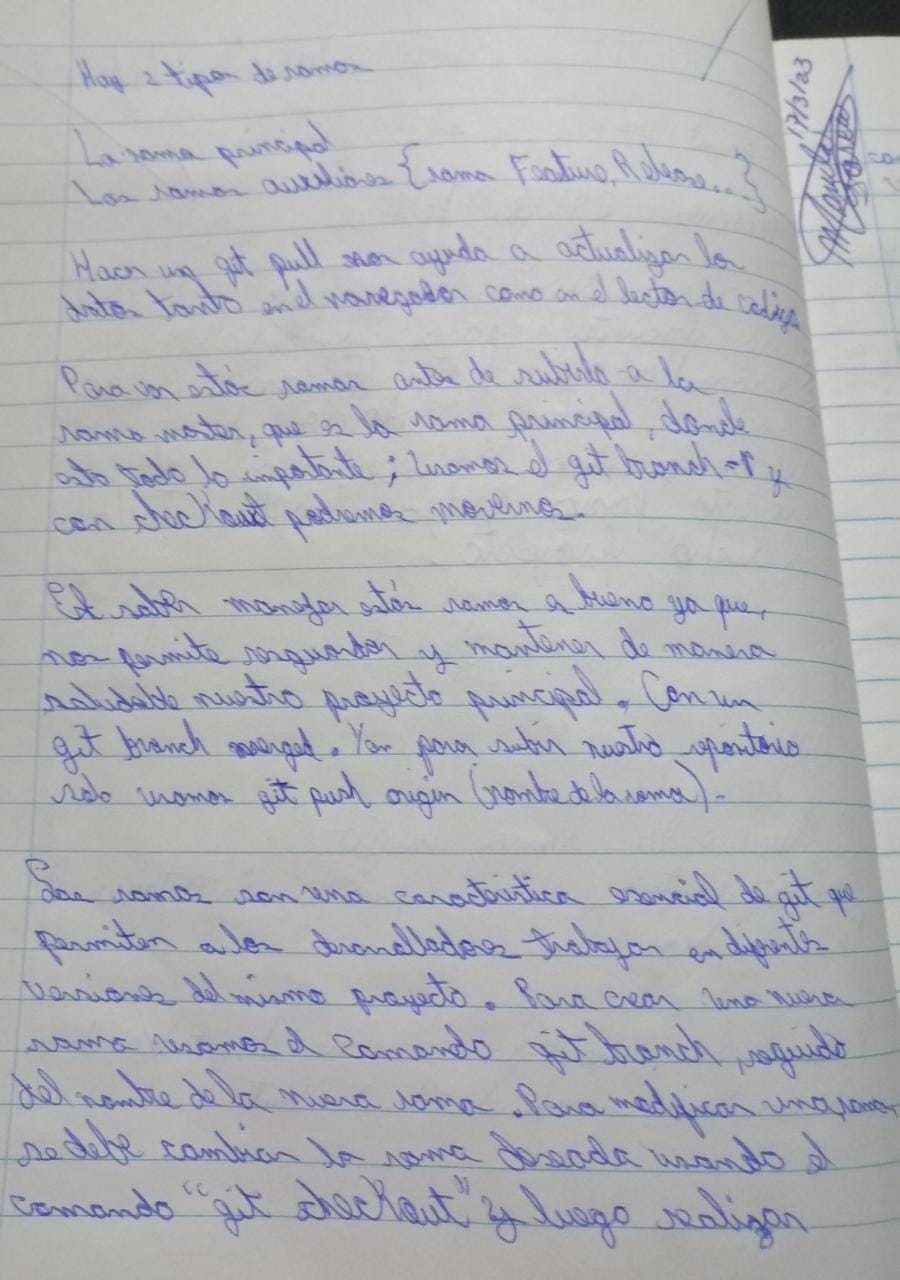 Hay 2 tipos de ramas
La rama principal
Las ramas auxiliares {rama Feature, Release...}
Hacer un git pull nos ayuda a actualizar los
datos tanto en el navegador como en el lector de codigo
Para ver estás ramas antes de subirlo a la
rama master, que es la rama principal, donde
esta todo lo importante; usamos el git branch -r y
con checkout podemos movernos.
El saber manejar estás ramas es bueno ya que,
nos permite resguardar y mantener de manera
saludable nuestro proyecto principal. Con un
git branch merged. Y para subir nuestro repositorio
solo usamos git push origin (nombre de la rama).
Las ramas son una característica esencial de git que
permiten a los desarrolladores trabajar en diferentes
versiones del mismo proyecto. Para crear una nueva
rama usamos el comando git branch, seguido
del nombre de la nueva rama. Para modificar una rama
se debe cambiar la rama deseada usando el
comando "git checkout" y luego realizar
17/3/23